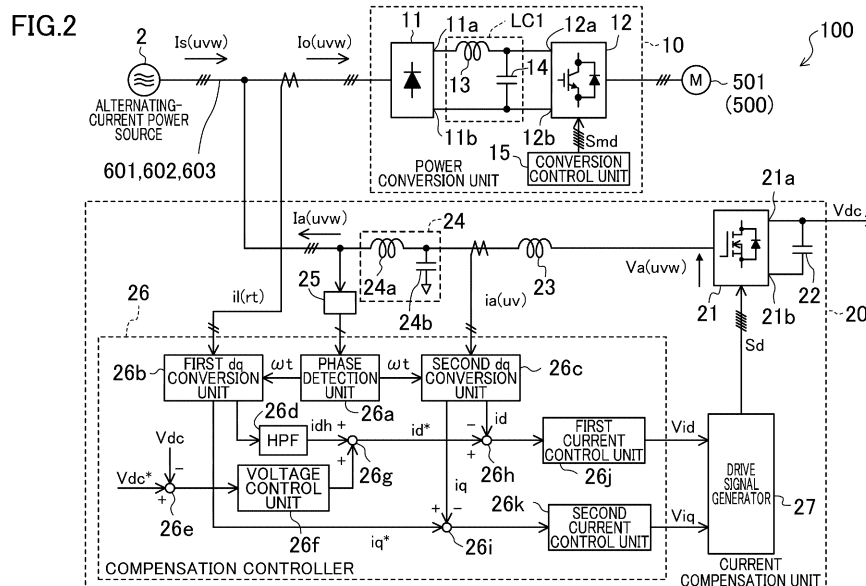 FIG.2
100
2
ALTERNATING-
CURRENT POWER
SOURCE
Is(uvw)
Io(uvw)
601,602,603
11
11a
11b
LC1
13
14
12a
12
12b
10
Smd
15
CONVERSION
CONTROL UNIT
POWER
CONVERSION UNIT
M
501
(500)
Ia(uvw)
24
24a
24b
25
ia(uv)
23
Va(uvw)
21
21a
21b
Vdc
22
20
Sd
il(rt)
26
26b
FIRST dq
CONVERSION
UNIT
ωt
PHASE
DETECTION
UNIT
26a
ωt
SECOND dq
CONVERSION
UNIT
26c
26d
HPF
idh
+
+
26g
id*
−
+
26h
id
iq
FIRST
CURRENT
CONTROL UNIT
26j
Vid
Vdc
Vdc*
−
+
26e
VOLTAGE
CONTROL
UNIT
26f
iq*
+
−
26i
26k
SECOND
CURRENT
CONTROL UNIT
Viq
DRIVE
SIGNAL
GENERATOR
27
COMPENSATION CONTROLLER
CURRENT
COMPENSATION UNIT